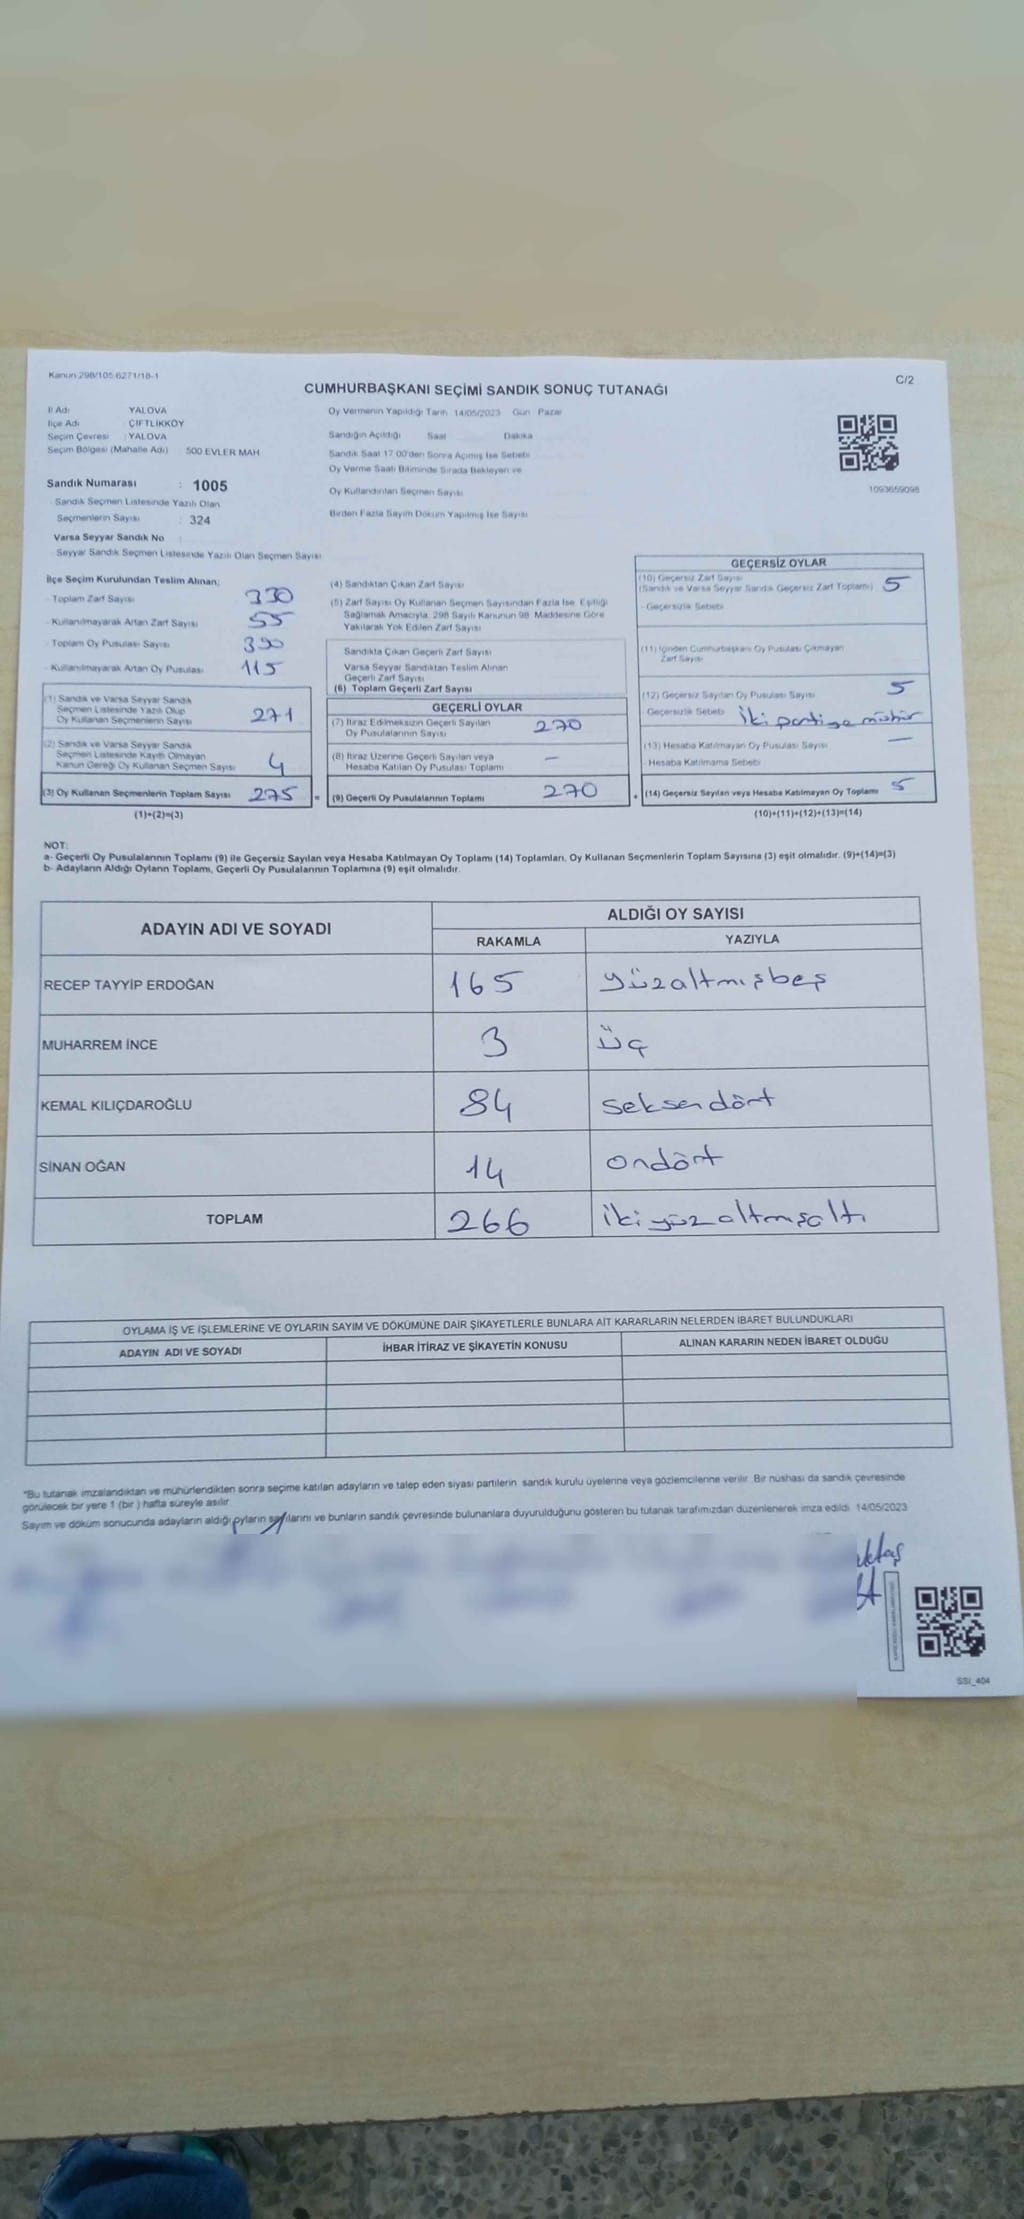 Kanun 298/105 6271/18-1
C/2
CUMHURBAŞKANI SEÇİMİ SANDIK SONUÇ TUTANAĞI
İl Adı YALOVA
İlçe Adı ÇİFTLİKKÖY
Seçim Çevresi : YALOVA
Seçim Bölgesi (Mahalle Adı) 500 EVLER MAH
Sandık Numarası : 1005
Sandık Seçmen Listesinde Yazılı Olan
Seçmenlerin Sayısı : 324
Varsa Seyyar Sandık No
Seyyar Sandık Seçmen Listesinde Yazılı Olan Seçmen Sayısı
Oy Vermenin Yapıldığı Tarih 14/05/2023 Gün Pazar
Sandığın Açıldığı Saat Dakika
Sandık Saat 17.00'den Sonra Açılmış İse Sebebi
Oy Verme Saati Bitiminde Sırada Bekleyen ve
Oy Kullandırılan Seçmen Sayısı
Birden Fazla Sayım Döküm Yapılmış İse Sayısı
1093659098
İlçe Seçim Kurulundan Teslim Alınan:
- Toplam Zarf Sayısı 330
- Kullanılmayarak Artan Zarf Sayısı 55
- Toplam Oy Pusulası Sayısı
- Kullanılmayarak Artan Oy Pusulası 115
(1) Sandık ve Varsa Seyyar Sandık
Seçmen Listesinde Yazılı Olup
Oy Kullanan Seçmenlerin Sayısı 271
(2) Sandık ve Varsa Seyyar Sandık
Seçmen Listesinde Kayıtlı Olmayan
Kanun Gereği Oy Kullanan Seçmen Sayısı 4
(3) Oy Kullanan Seçmenlerin Toplam Sayısı 275 =
(1)+(2)=(3)
(4) Sandıktan Çıkan Zarf Sayısı
(5) Zarf Sayısı Oy Kullanan Seçmen Sayısından Fazla İse, Eşitliği
Sağlamak Amacıyla, 298 Sayılı Kanunun 98. Maddesine Göre
Yakılarak Yok Edilen Zarf Sayısı
Sandıkta Çıkan Geçerli Zarf Sayısı
Varsa Seyyar Sandıktan Teslim Alınan
Geçerli Zarf Sayısı
(6) Toplam Geçerli Zarf Sayısı
GEÇERLİ OYLAR
(7) İtiraz Edilmeksizin Geçerli Sayılan
Oy Pusulalarının Sayısı 270
(8) İtiraz Üzerine Geçerli Sayılan veya
Hesaba Katılan Oy Pusulası Toplamı —
(9) Geçerli Oy Pusulalarının Toplamı 270 +
GEÇERSİZ OYLAR
(10) Geçersiz Zarf Sayısı
(Sandık ve Varsa Seyyar Sandık Geçersiz Zarf Toplamı) 5
- Geçersizlik Sebebi
(11) İçinden Cumhurbaşkanı Oy Pusulası Çıkmayan
Zarf Sayısı
(12) Geçersiz Sayılan Oy Pusulası Sayısı 5
- Geçersizlik Sebebi İki partiye mühür
(13) Hesaba Katılmayan Oy Pusulası Sayısı —
- Hesaba Katılmama Sebebi
(14) Geçersiz Sayılan veya Hesaba Katılmayan Oy Toplamı 5
(10)+(11)+(12)+(13)=(14)
NOT:
a- Geçerli Oy Pusulalarının Toplamı (9) ile Geçersiz Sayılan veya Hesaba Katılmayan Oy Toplamı (14) Toplamları, Oy Kullanan Seçmenlerin Toplam Sayısına (3) eşit olmalıdır. (9)+(14)=(3)
b- Adayların Aldığı Oyların Toplamı, Geçerli Oy Pusulalarının Toplamına (9) eşit olmalıdır.
ADAYIN ADI VE SOYADI
ALDIĞI OY SAYISI
RAKAMLA YAZIYLA
RECEP TAYYİP ERDOĞAN 165 yüzaltmışbeş
MUHARREM İNCE 3 üç
KEMAL KILIÇDAROĞLU 84 seksendört
SİNAN OĞAN 14 ondört
TOPLAM 266 ikiyüzaltmışaltı
OYLAMA İŞ VE İŞLEMLERİNE VE OYLARIN SAYIM VE DÖKÜMÜNE DAİR ŞİKAYETLERLE BUNLARA AİT KARARLARIN NELERDEN İBARET BULUNDUKLARI
ADAYIN ADI VE SOYADI İHBAR İTİRAZ VE ŞİKAYETİN KONUSU ALINAN KARARIN NEDEN İBARET OLDUĞU
"Bu tutanak imzalandıktan ve mühürlendikten sonra seçime katılan adayların ve talep eden siyasi partilerin sandık kurulu üyelerine veya gözlemcilerine verilir. Bir nüshası da sandık çevresinde
görülecek bir yere 1 (bir ) hafta süreyle asılır
Sayım ve döküm sonucunda adayların aldığı oyların sayılarını ve bunların sandık çevresinde bulunanlara duyurulduğunu gösteren bu tutanak tarafımızdan düzenlenerek imza edildi. 14/05/2023
SSI_404